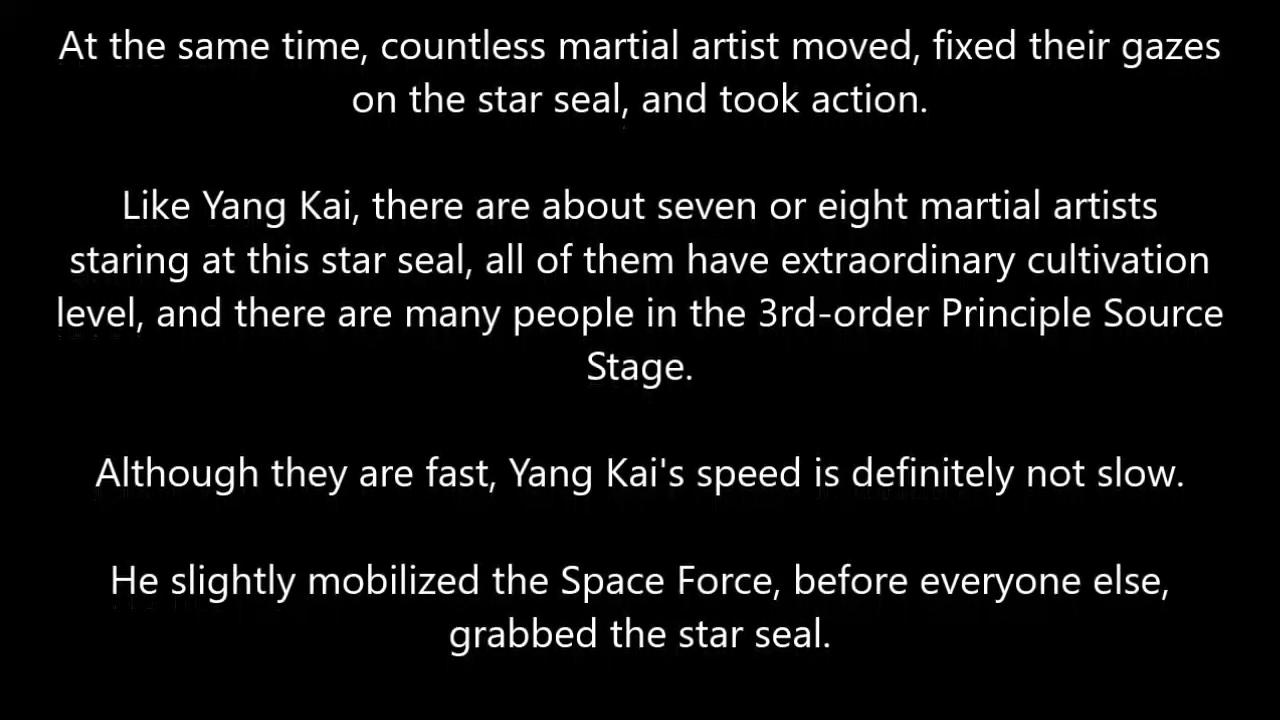 At the same time, countless martial artist moved, fixed their gazes
on the star seal, and took action.
Like Yang Kai, there are about seven or eight martial artists
staring at this star seal, all of them have extraordinary cultivation
level, and there are many people in the 3rd-order Principle Source
Stage.
Although they are fast, Yang Kai's speed is definitely not slow.
He slightly mobilized the Space Force, before everyone else,
grabbed the star seal.